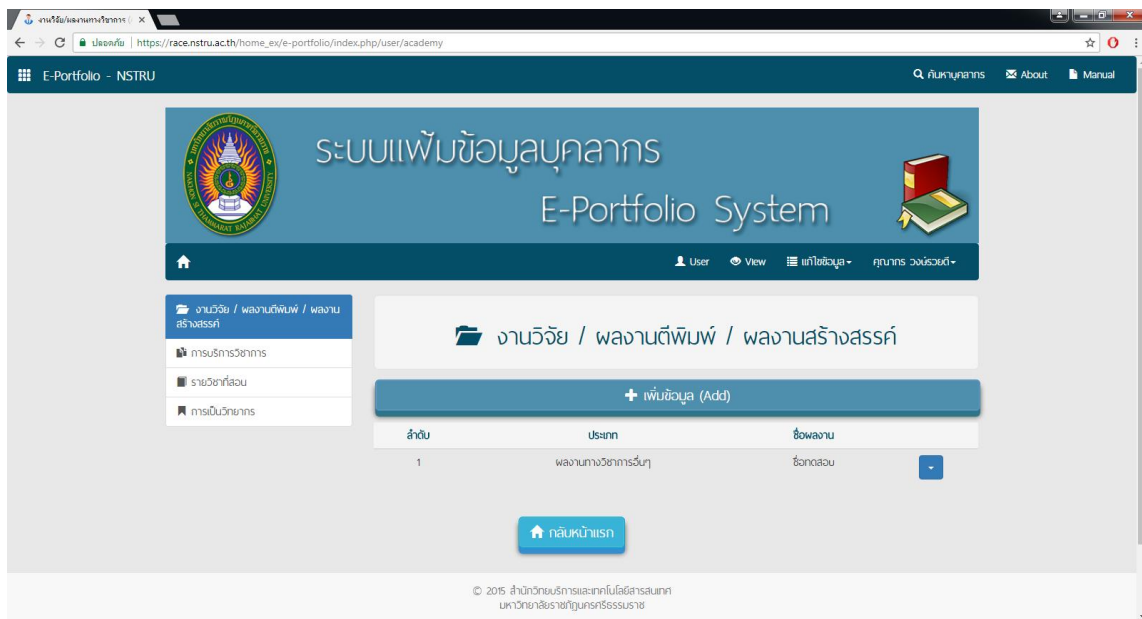 งานวิจัย/ผลงานทางวิชาการ (
ปลอดภัย https://race.nstru.ac.th/home_ex/e-portfolio/index.php/user/academy
E-Portfolio - NSTRU ค้นหาบุคลากร About Manual
ระบบแฟ้มข้อมูลบุคลากร
E-Portfolio System
NAKHON SI THAMMARAT RAJABHAT UNIVERSITY
User View แก้ไขข้อมูล คุณากร วงษ์รวยดี
งานวิจัย / ผลงานตีพิมพ์ / ผลงาน
สร้างสรรค์
การบริการวิชาการ
รายวิชาที่สอน
การเป็นวิทยากร
งานวิจัย / ผลงานตีพิมพ์ / ผลงานสร้างสรรค์
เพิ่มข้อมูล (Add)
ลำดับ ประเภท ชื่อผลงาน
1 ผลงานทางวิชาการอื่นๆ ชื่อทดสอบ
กลับหน้าแรก
© 2015 สำนักวิทยบริการและเทคโนโลยีสารสนเทศ
มหาวิทยาลัยราชภัฏนครศรีธรรมราช